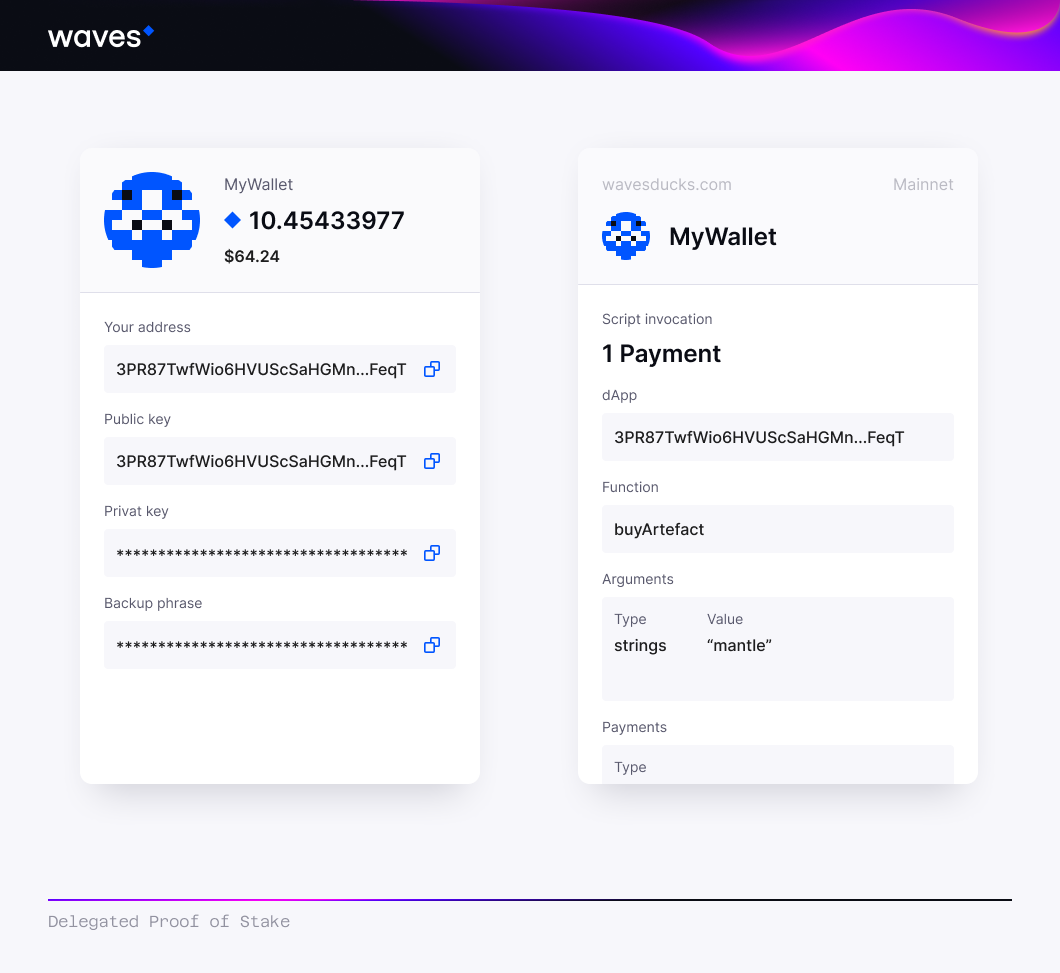 waves
MyWallet
10.45433977
$64.24
Your address
3PR87TwfWio6HVUScSaHGMn...FeqT
Public key
3PR87TwfWio6HVUScSaHGMn...FeqT
Privat key
***********************************
Backup phrase
***********************************
wavesducks.com Mainnet
MyWallet
Script invocation
1 Payment
dApp
3PR87TwfWio6HVUScSaHGMn...FeqT
Function
buyArtefact
Arguments
Type Value
strings “mantle”
Payments
Type
Delegated Proof of Stake